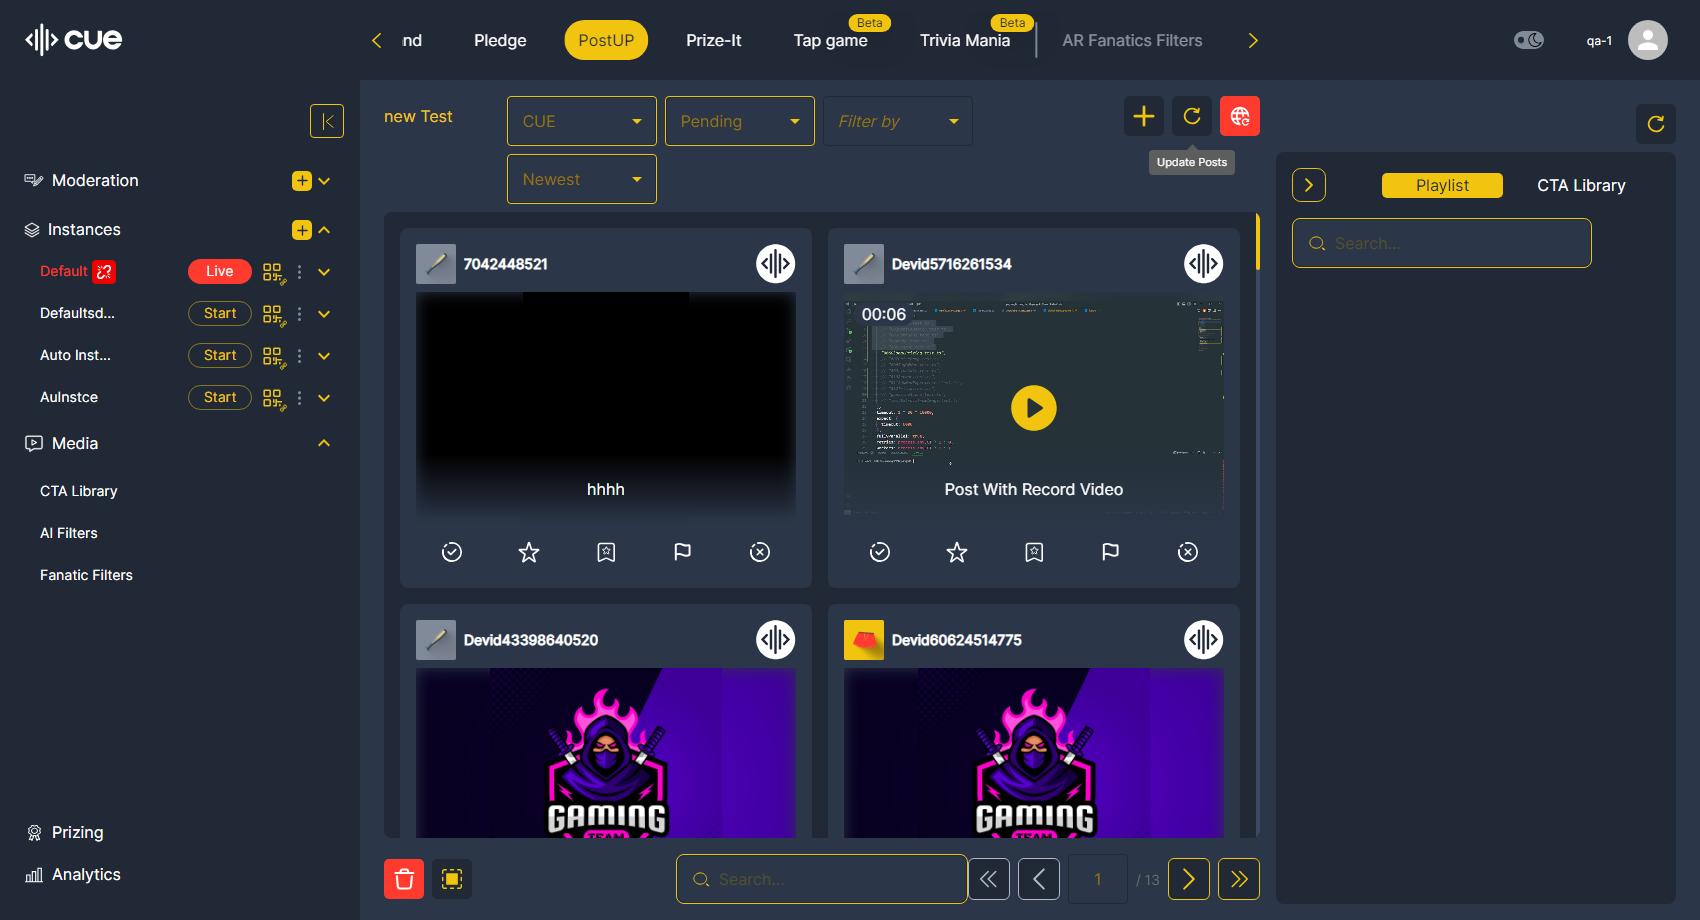 cue
nd
Pledge
PostUP
Prize-It
Beta
Tap game
Beta
Trivia Mania
AR Fanatics Filters
qa-1
new Test
CUE
Pending
Filter by
Newest
Update Posts
Moderation
Instances
Default
Live
Defaultsd...
Start
Auto Inst...
Start
AuInstce
Start
Media
CTA Library
AI Filters
Fanatic Filters
Prizing
Analytics
7042448521
hhhh
Devid5716261534
00:06
Post With Record Video
Devid43398640520
GAMING
TEAM
Devid60624514775
GAMING
TEAM
Search...
1
/ 13
Playlist
CTA Library
Search...